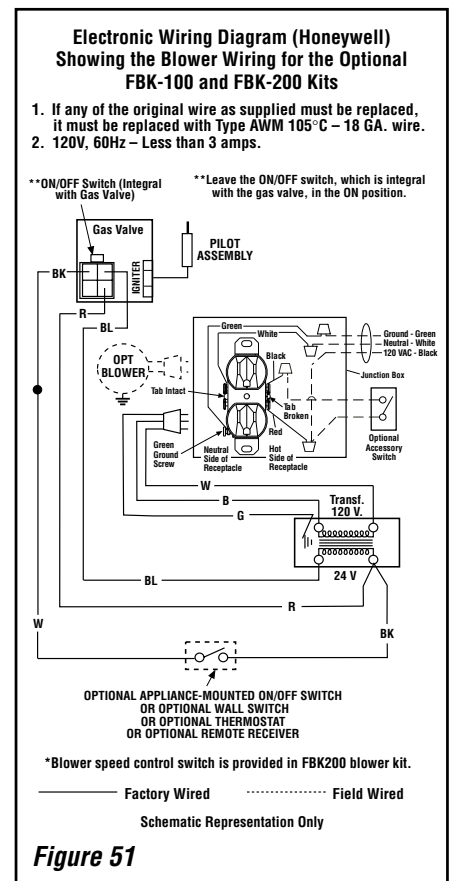 Electronic Wiring Diagram (Honeywell)
Showing the Blower Wiring for the Optional
FBK-100 and FBK-200 Kits
1. If any of the original wire as supplied must be replaced,
it must be replaced with Type AWM 105°C – 18 GA. wire.
2. 120V, 60Hz – Less than 3 amps.
**ON/OFF Switch (Integral
with Gas Valve)
**Leave the ON/OFF switch, which is integral
with the gas valve, in the ON position.
Gas Valve
IGNITER
PILOT
ASSEMBLY
BK
R
BL
OPT
BLOWER
Green
White
Black
Ground - Green
Neutral - White
120 VAC - Black
Junction Box
Tab Intact
Tab
Broken
Red
Green
Ground
Screw
Neutral
Side of
Receptacle
Hot
Side of
Receptacle
Optional
Accessory
Switch
W
B
G
Transf.
120 V.
24 V
BL
R
W
BK
OPTIONAL APPLIANCE-MOUNTED ON/OFF SWITCH
OR OPTIONAL WALL SWITCH
OR OPTIONAL THERMOSTAT
OR OPTIONAL REMOTE RECEIVER
*Blower speed control switch is provided in FBK200 blower kit.
Factory Wired
Field Wired
Schematic Representation Only
Figure 51